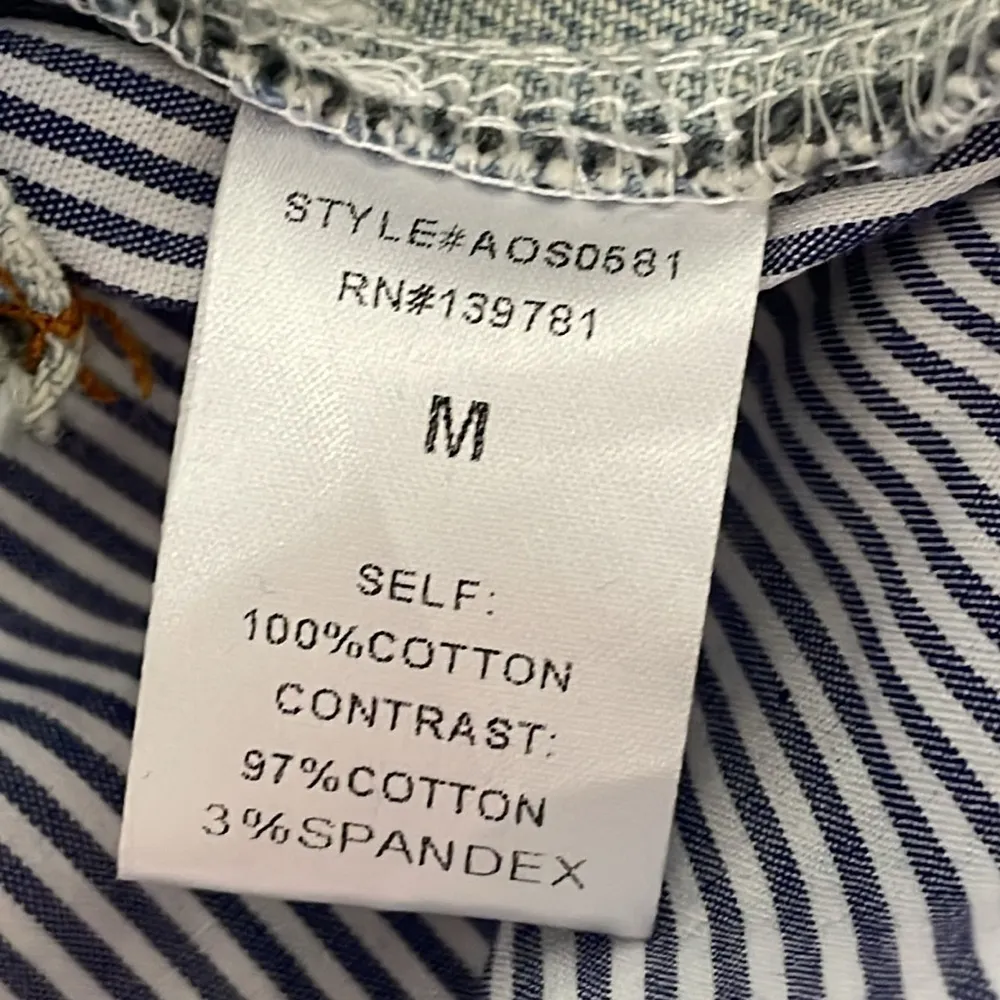 STYLE#AOS0581
RN#139781
M
SELF:
100%COTTON
CONTRAST:
97%COTTON
3%SPANDEX